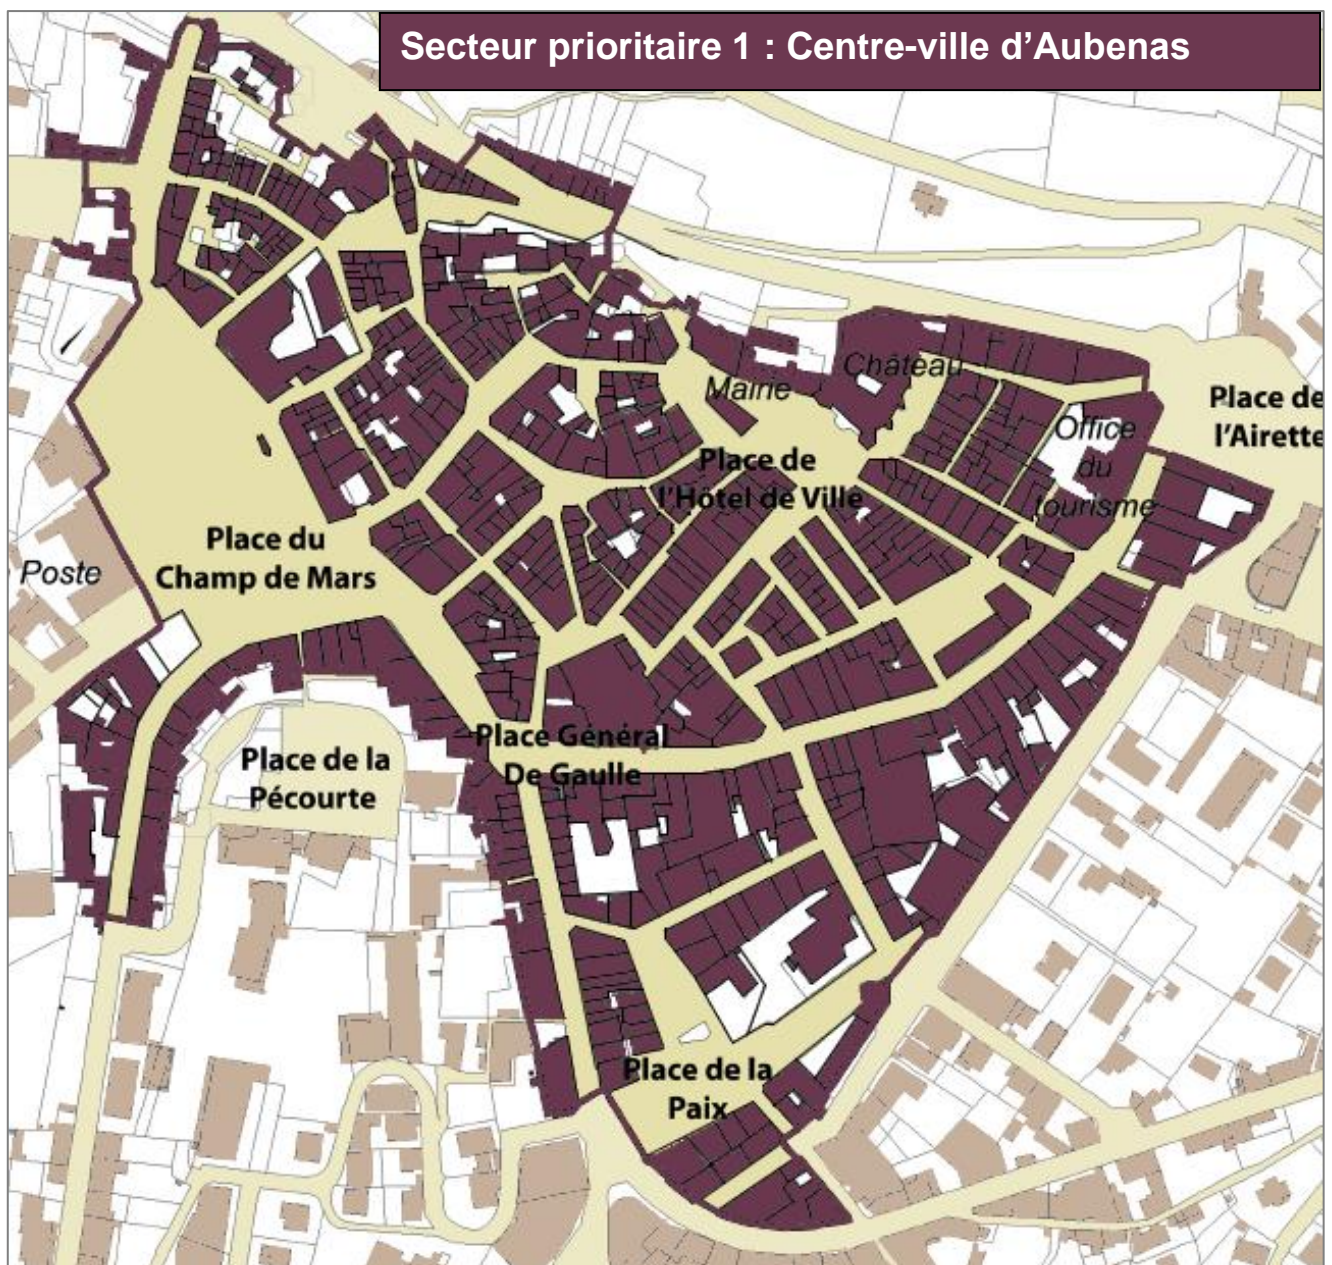 Secteur prioritaire 1 : Centre-ville d’Aubenas
Château
Mairie
Place de
l’Airette
Office
du
tourisme
Place de
l’Hôtel de Ville
Place du
Champ de Mars
Poste
Place Général
De Gaulle
Place de la
Pécourte
Place de la
Paix